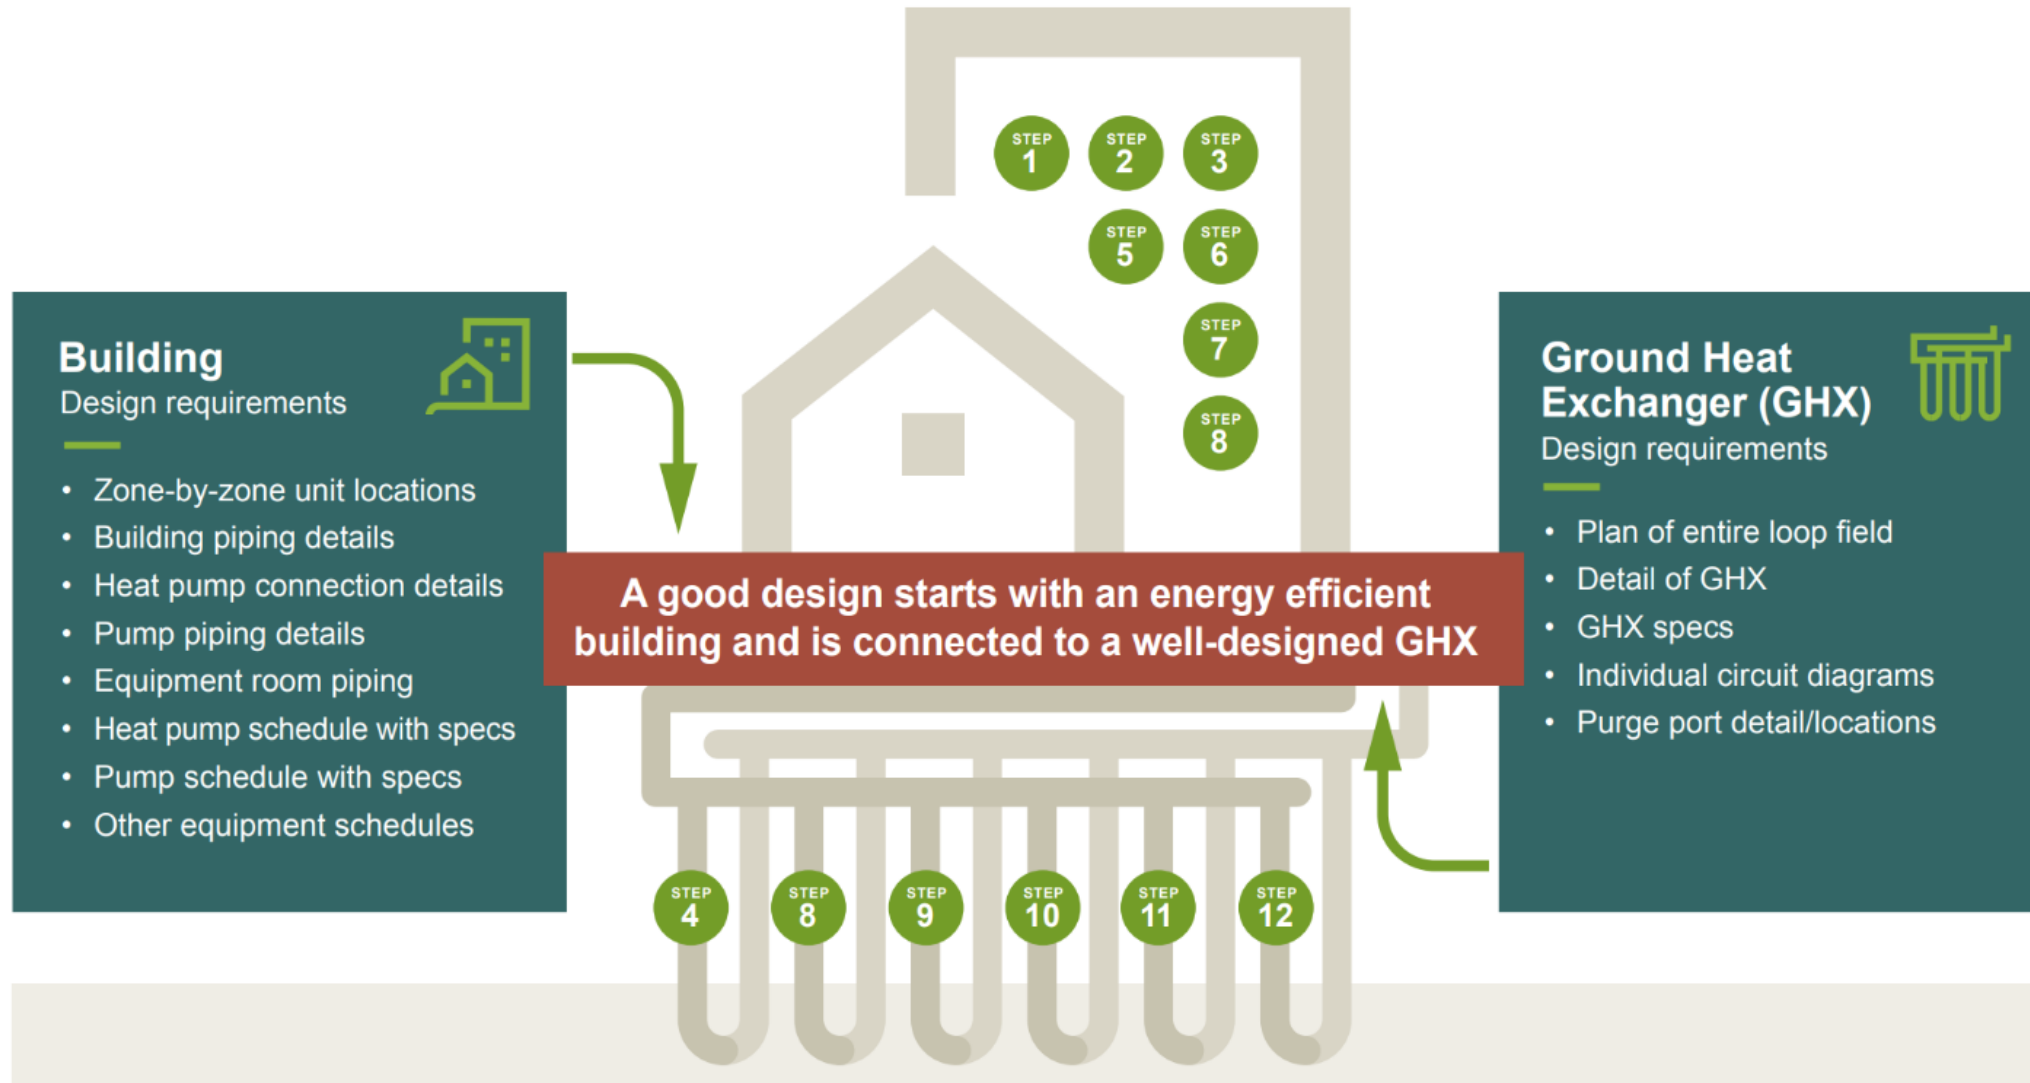 STEP
1
STEP
2
STEP
3
STEP
5
STEP
6
STEP
7
STEP
8
Building
Design requirements
• Zone-by-zone unit locations
• Building piping details
• Heat pump connection details
• Pump piping details
• Equipment room piping
• Heat pump schedule with specs
• Pump schedule with specs
• Other equipment schedules
A good design starts with an energy efficient
building and is connected to a well-designed GHX
Ground Heat
Exchanger (GHX)
Design requirements
• Plan of entire loop field
• Detail of GHX
• GHX specs
• Individual circuit diagrams
• Purge port detail/locations
STEP
4
STEP
8
STEP
9
STEP
10
STEP
11
STEP
12